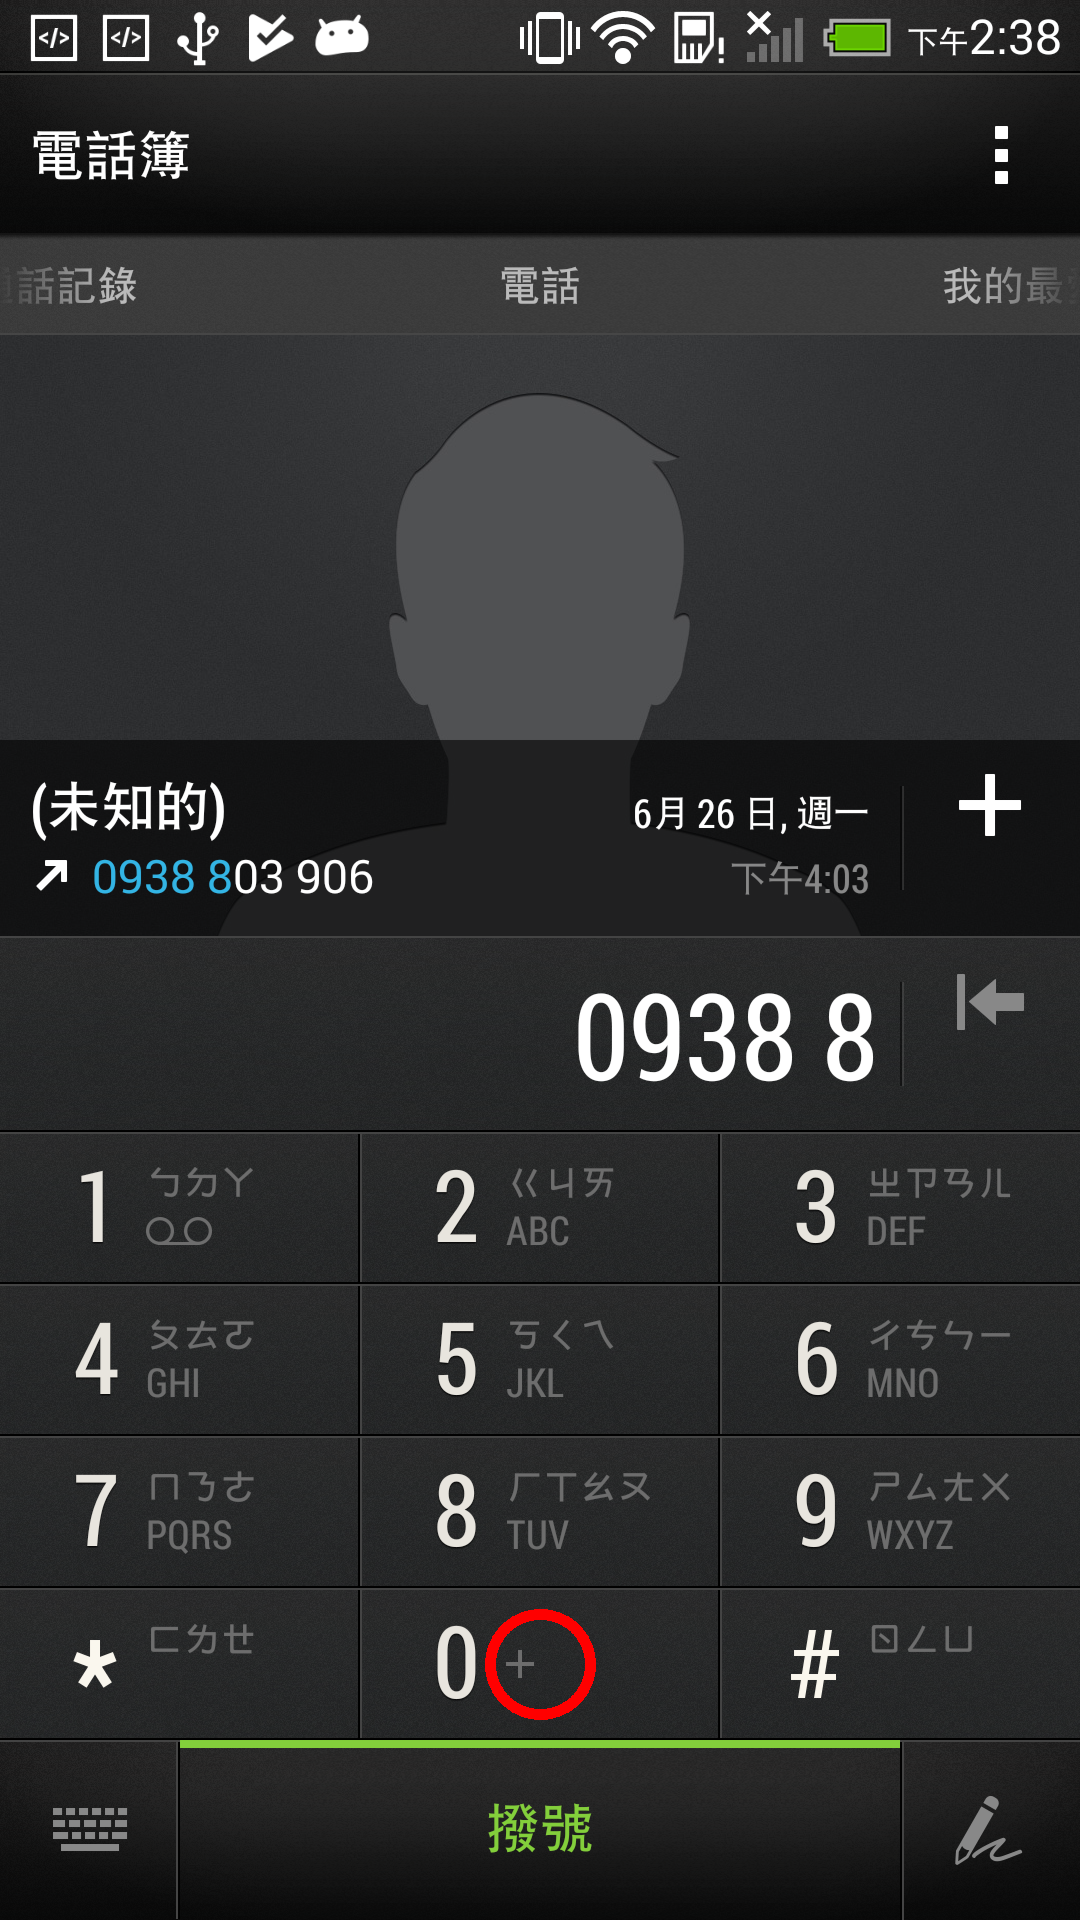 下午2:38
電話簿
通話記錄 電話 我的最愛
(未知的) 6月 26 日, 週一
0938 803 906 下午4:03
0938 8
1 ㄅㄉㄚ
2 ㄍㄐㄞ ABC
3 ㄓㄗㄢㄦ DEF
4 ㄆㄊㄛ GHI
5 ㄎㄑㄟ JKL
6 ㄔㄘㄣㄧ MNO
7 ㄇㄋㄜ PQRS
8 ㄏㄒㄠㄡ TUV
9 ㄕㄙㄤㄨ WXYZ
* ㄈㄌㄝ
0 +
# ㄖㄥㄩ
撥號